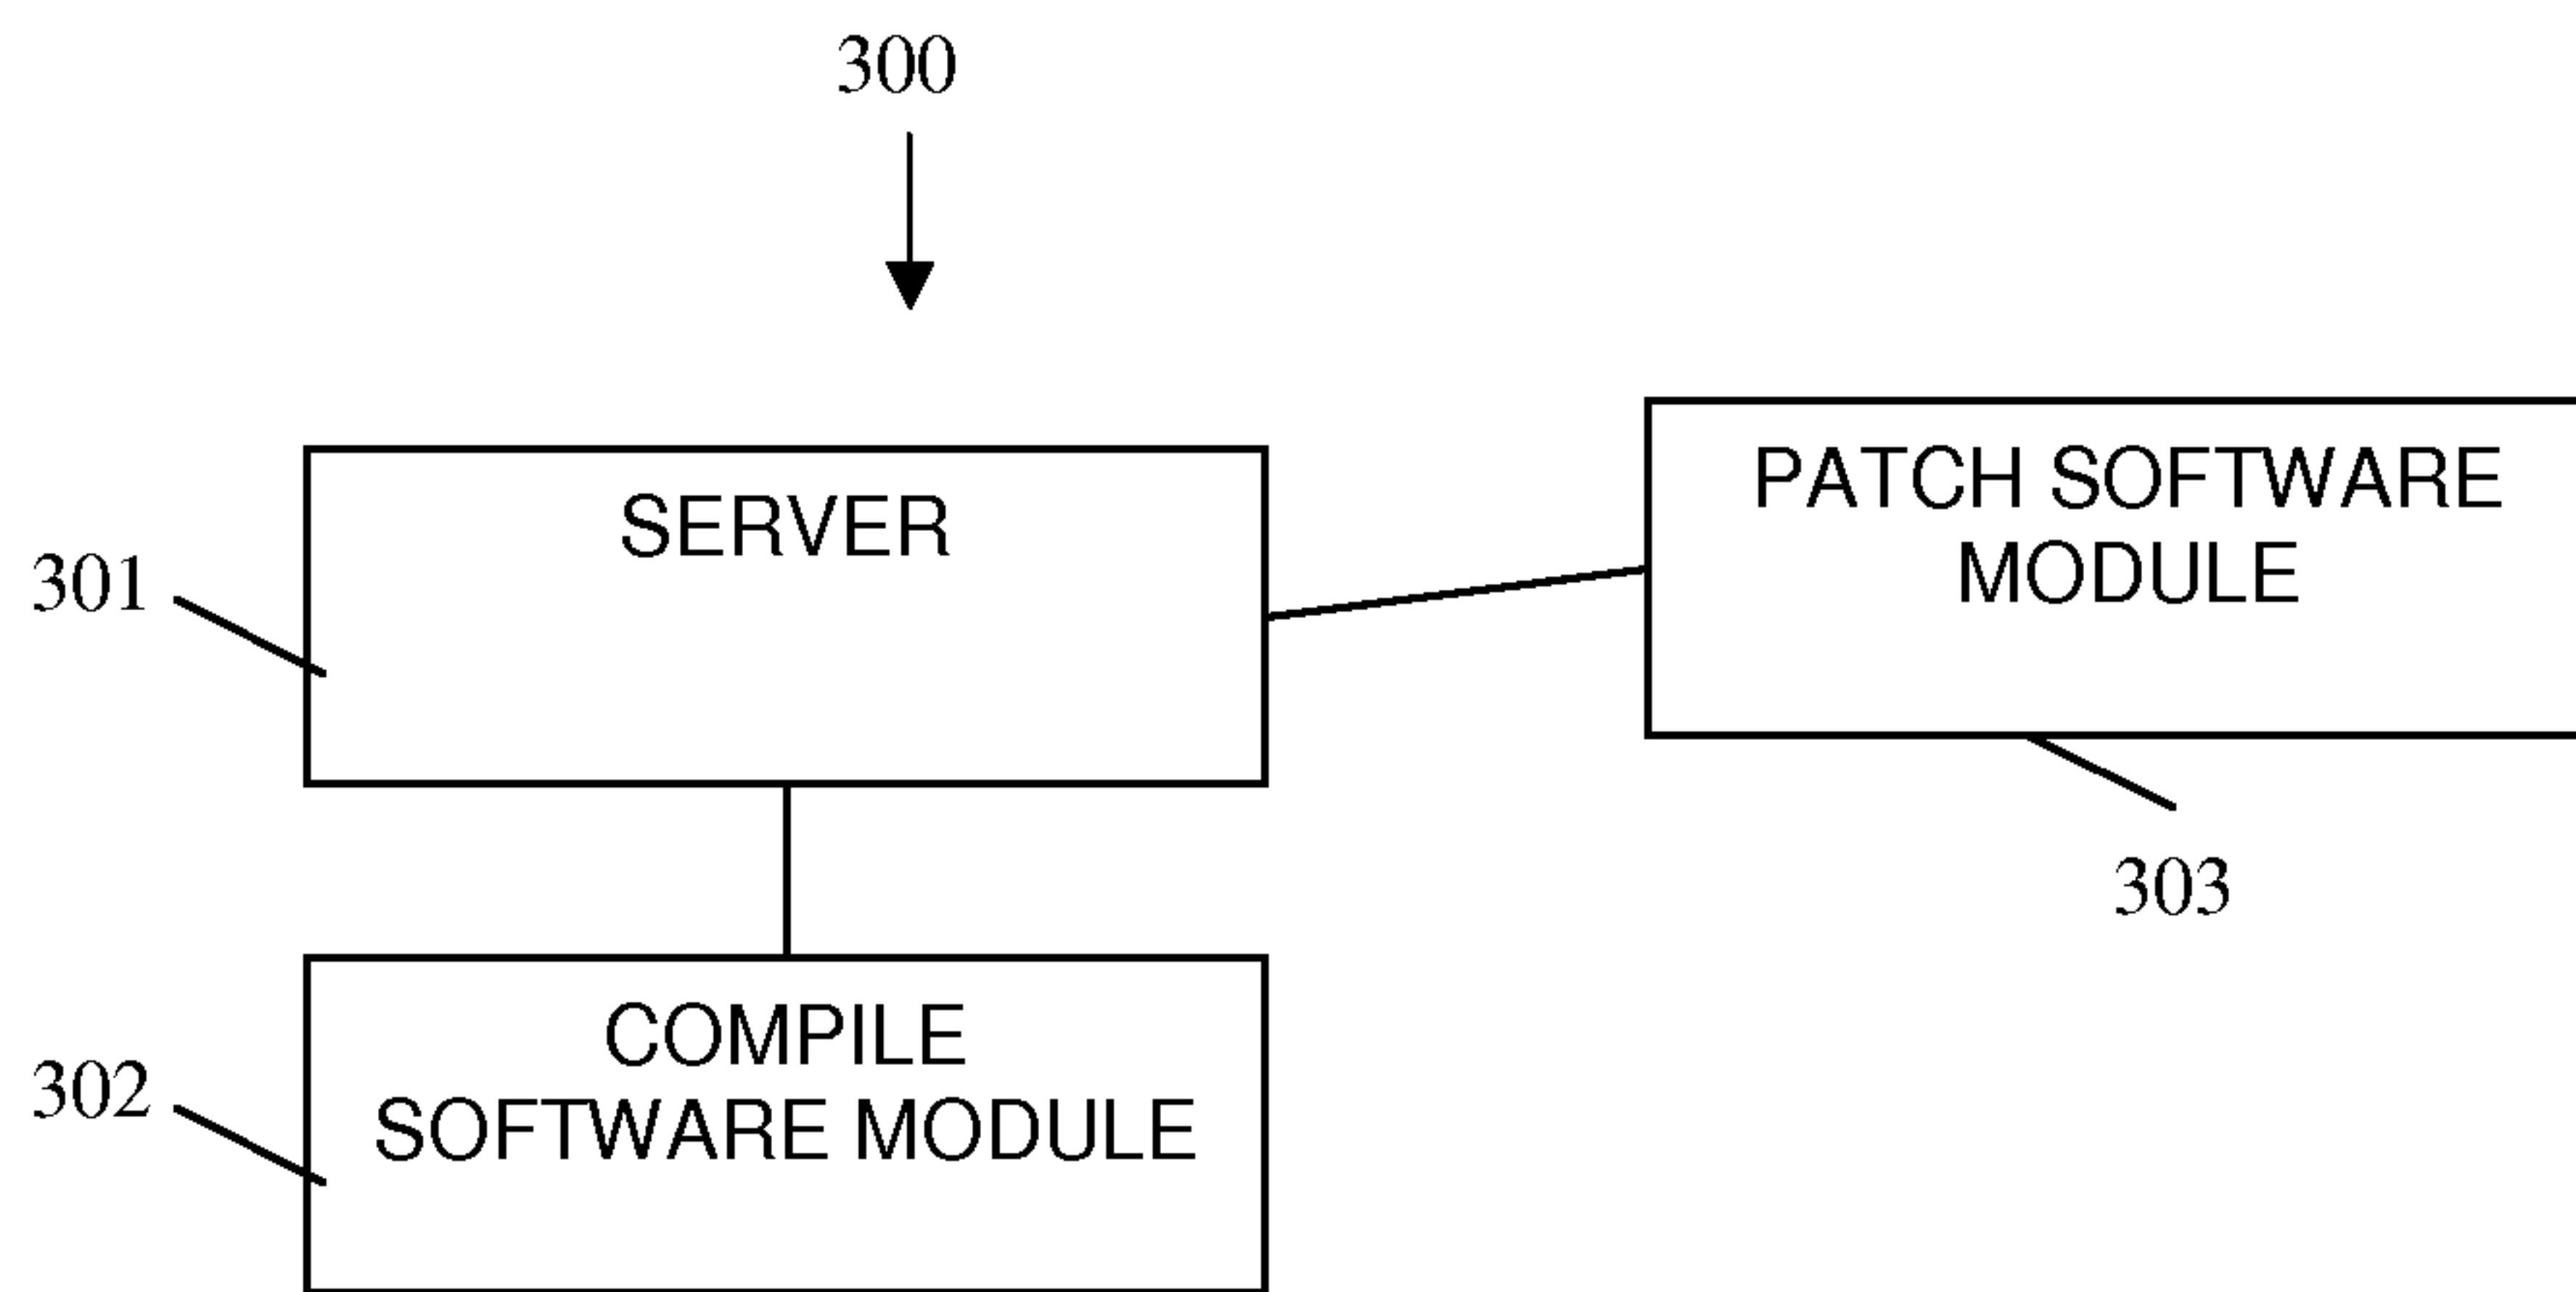 300
SERVER
PATCH SOFTWARE
MODULE
301
303
COMPILE
SOFTWARE MODULE
302